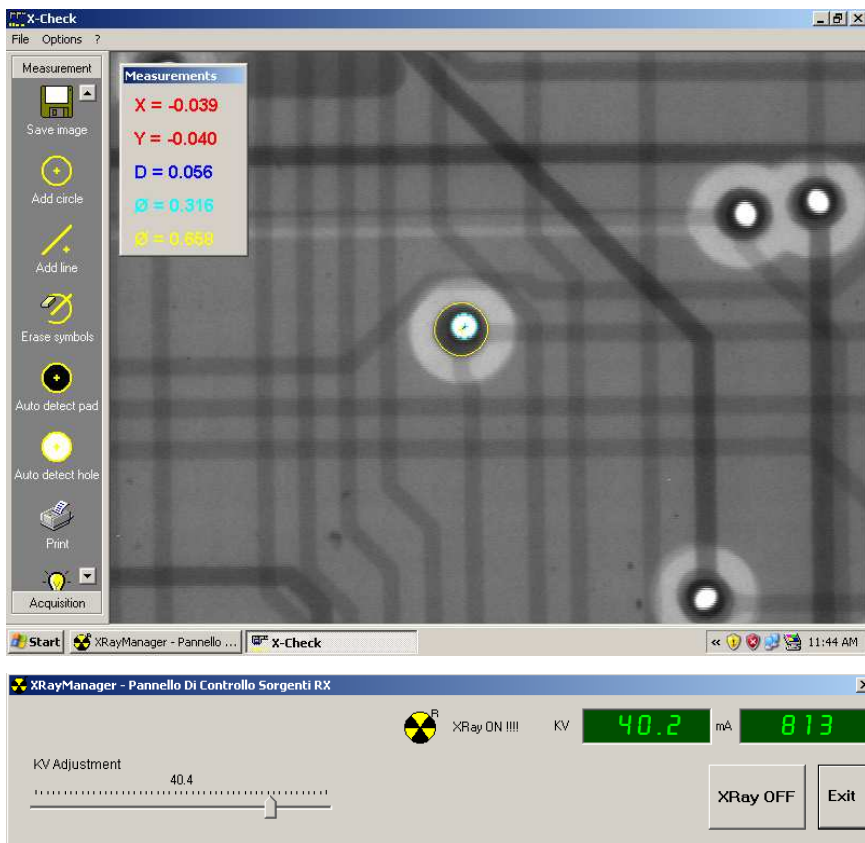 X-Check
File Options ?
Measurement
Save image
Add circle
Add line
Erase symbols
Auto detect pad
Auto detect hole
Print
Acquisition
Measurements
X = -0.039
Y = -0.040
D = 0.056
Ø = 0.316
Ø = 0.658
Start
XRayManager - Pannello ...
X-Check
«
11:44 AM
XRayManager - Pannello Di Controllo Sorgenti RX
R
XRay ON !!!!
KV
40.2
mA
813
KV Adjustment
40.4
XRay OFF
Exit